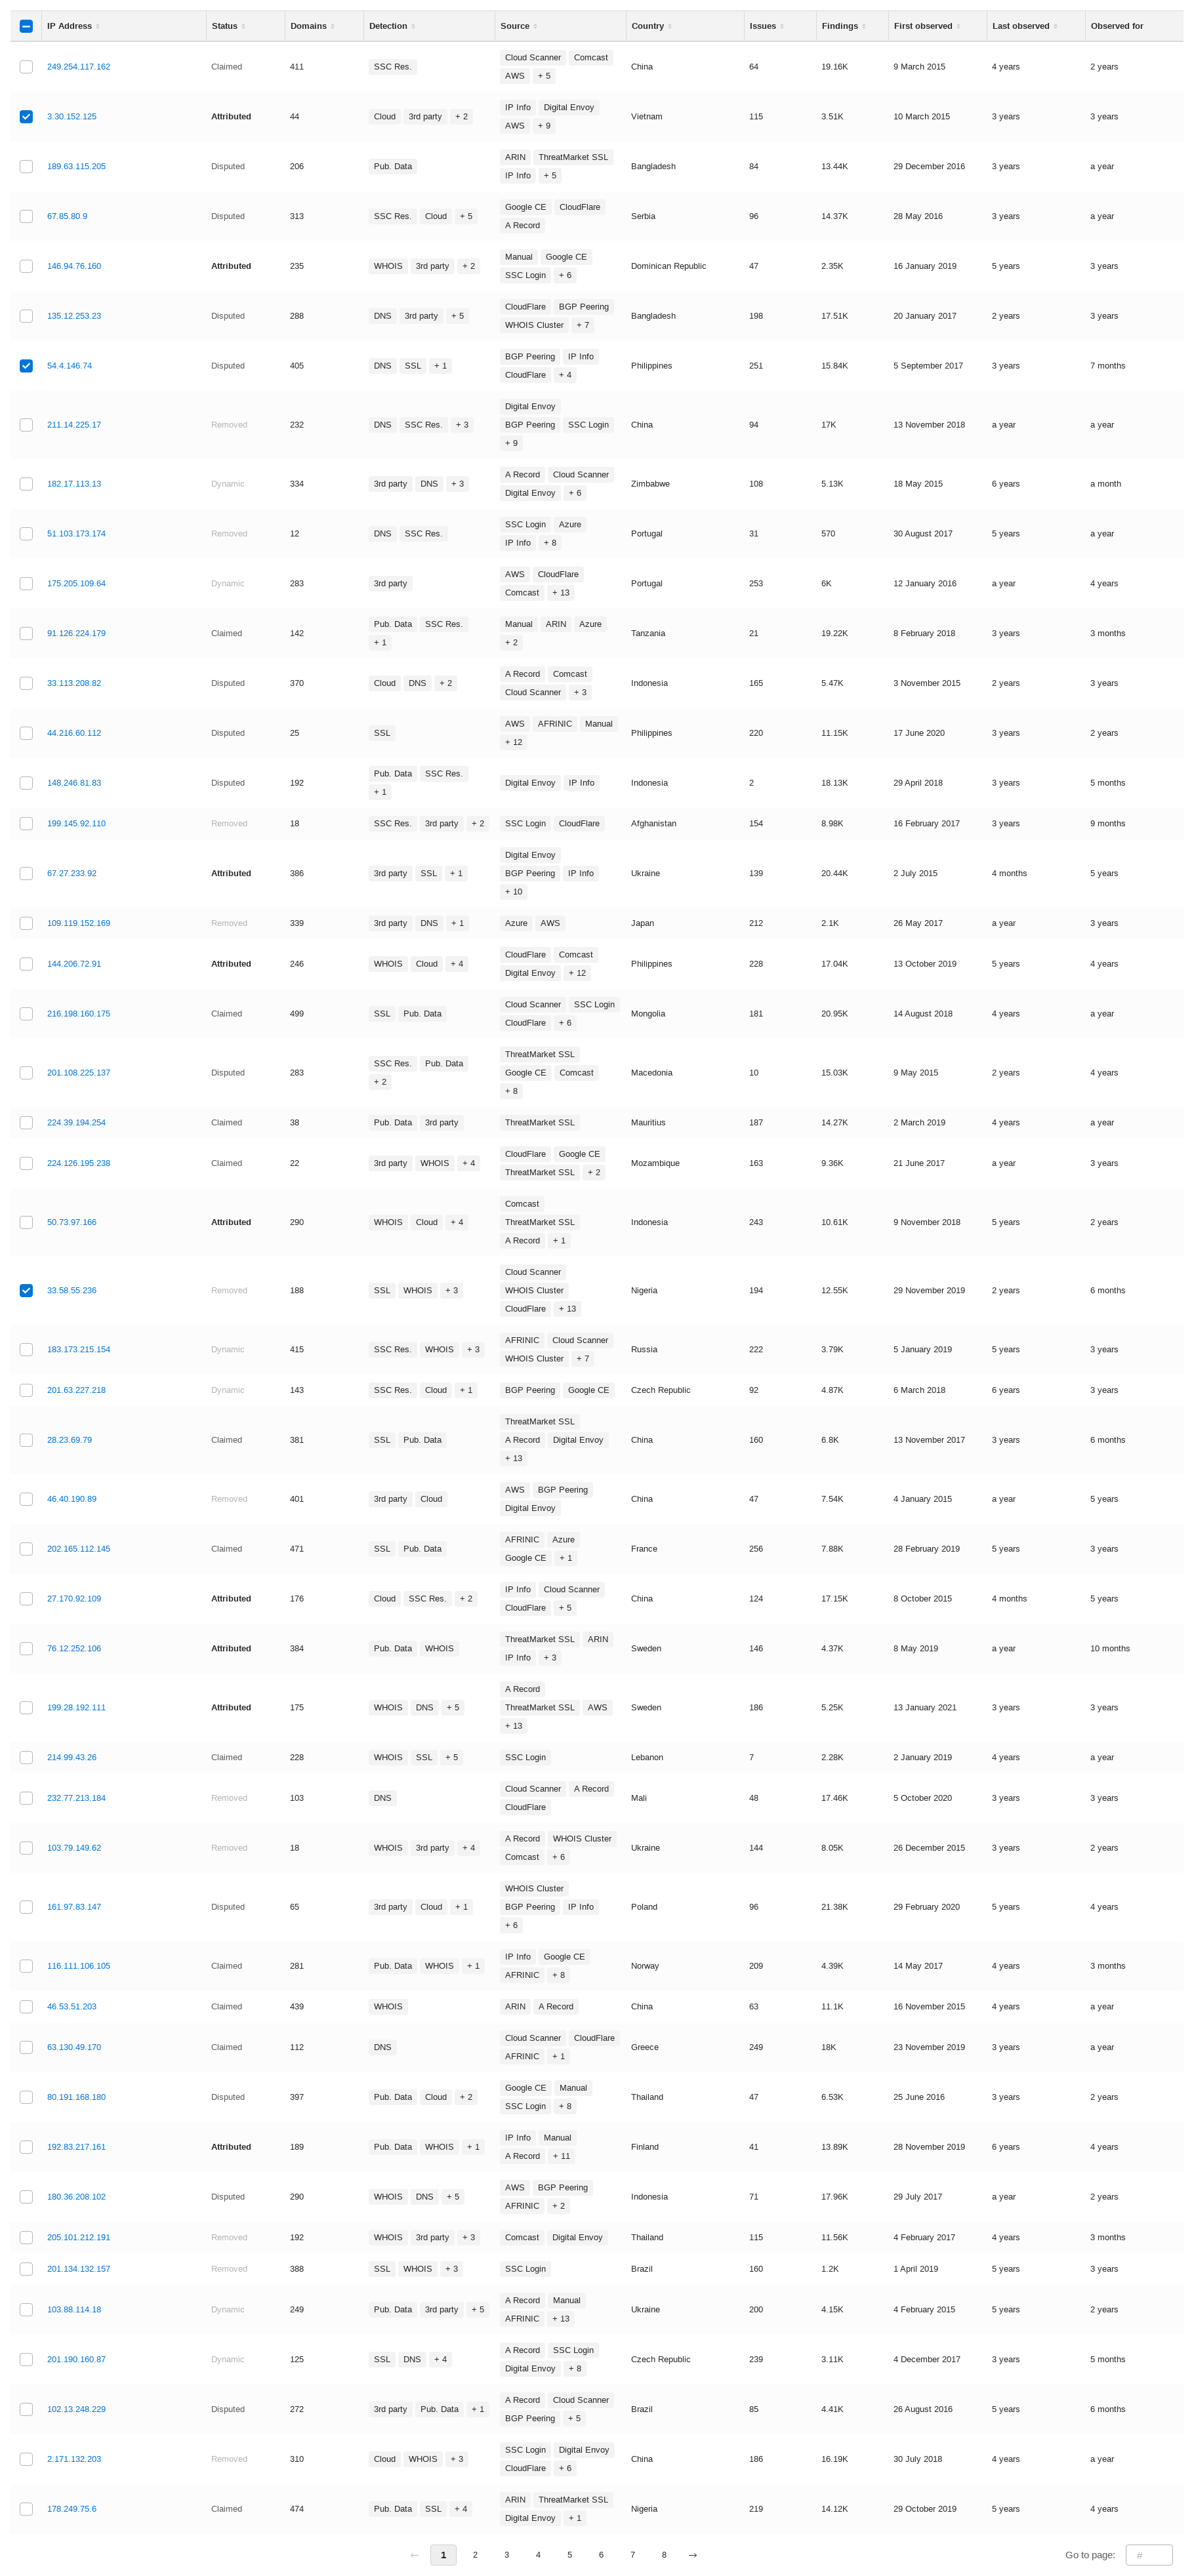 IP Address Status Domains Detection Source Country Issues Findings First observed Last observed Observed for
249.254.117.162 Claimed 411 SSC Res. Cloud Scanner Comcast AWS + 5 China 64 19.16K 9 March 2015 4 years 2 years
3.30.152.125 Attributed 44 Cloud 3rd party + 2 IP Info Digital Envoy AWS + 9 Vietnam 115 3.51K 10 March 2015 3 years 3 years
189.63.115.205 Disputed 206 Pub. Data ARIN ThreatMarket SSL IP Info + 5 Bangladesh 84 13.44K 29 December 2016 3 years a year
67.85.80.9 Disputed 313 SSC Res. Cloud + 5 Google CE CloudFlare A Record Serbia 96 14.37K 28 May 2016 3 years a year
146.94.76.160 Attributed 235 WHOIS 3rd party + 2 Manual Google CE SSC Login + 6 Dominican Republic 47 2.35K 16 January 2019 5 years 3 years
135.12.253.23 Disputed 288 DNS 3rd party + 5 CloudFlare BGP Peering WHOIS Cluster + 7 Bangladesh 198 17.51K 20 January 2017 2 years 3 years
54.4.146.74 Disputed 405 DNS SSL + 1 BGP Peering IP Info CloudFlare + 4 Philippines 251 15.84K 5 September 2017 3 years 7 months
211.14.225.17 Removed 232 DNS SSC Res. + 3 Digital Envoy BGP Peering SSC Login + 9 China 94 17K 13 November 2018 a year a year
182.17.113.13 Dynamic 334 3rd party DNS + 3 A Record Cloud Scanner Digital Envoy + 6 Zimbabwe 108 5.13K 18 May 2015 6 years a month
51.103.173.174 Removed 12 DNS SSC Res. SSC Login Azure IP Info + 8 Portugal 31 570 30 August 2017 5 years a year
175.205.109.64 Dynamic 283 3rd party AWS CloudFlare Comcast + 13 Portugal 253 6K 12 January 2016 a year 4 years
91.126.224.179 Claimed 142 Pub. Data SSC Res. + 1 Manual ARIN Azure + 2 Tanzania 21 19.22K 8 February 2018 3 years 3 months
33.113.208.82 Disputed 370 Cloud DNS + 2 A Record Comcast Cloud Scanner + 3 Indonesia 165 5.47K 3 November 2015 2 years 3 years
44.216.60.112 Disputed 25 SSL AWS AFRINIC Manual + 12 Philippines 220 11.15K 17 June 2020 3 years 2 years
148.246.81.83 Disputed 192 Pub. Data SSC Res. + 1 Digital Envoy IP Info Indonesia 2 18.13K 29 April 2018 3 years 5 months
199.145.92.110 Removed 18 SSC Res. 3rd party + 2 SSC Login CloudFlare Afghanistan 154 8.98K 16 February 2017 3 years 9 months
67.27.233.92 Attributed 386 3rd party SSL + 1 Digital Envoy BGP Peering IP Info + 10 Ukraine 139 20.44K 2 July 2015 4 months 5 years
109.119.152.169 Removed 339 3rd party DNS + 1 Azure AWS Japan 212 2.1K 26 May 2017 a year 3 years
144.206.72.91 Attributed 246 WHOIS Cloud + 4 CloudFlare Comcast Digital Envoy + 12 Philippines 228 17.04K 13 October 2019 5 years 4 years
216.198.160.175 Claimed 499 SSL Pub. Data Cloud Scanner SSC Login CloudFlare + 6 Mongolia 181 20.95K 14 August 2018 4 years a year
201.108.225.137 Disputed 283 SSC Res. Pub. Data + 2 ThreatMarket SSL Google CE Comcast + 8 Macedonia 10 15.03K 9 May 2015 2 years 4 years
224.39.194.254 Claimed 38 Pub. Data 3rd party ThreatMarket SSL Mauritius 187 14.27K 2 March 2019 4 years a year
224.126.195.238 Claimed 22 3rd party WHOIS + 4 CloudFlare Google CE ThreatMarket SSL + 2 Mozambique 163 9.36K 21 June 2017 a year 3 years
50.73.97.166 Attributed 290 WHOIS Cloud + 4 Comcast ThreatMarket SSL A Record + 1 Indonesia 243 10.61K 9 November 2018 5 years 2 years
33.58.55.236 Removed 188 SSL WHOIS + 3 Cloud Scanner WHOIS Cluster CloudFlare + 13 Nigeria 194 12.55K 29 November 2019 2 years 6 months
183.173.215.154 Dynamic 415 SSC Res. WHOIS + 3 AFRINIC Cloud Scanner WHOIS Cluster + 7 Russia 222 3.79K 5 January 2019 5 years 3 years
201.63.227.218 Dynamic 143 SSC Res. Cloud + 1 BGP Peering Google CE Czech Republic 92 4.87K 6 March 2018 6 years 3 years
28.23.69.79 Claimed 381 SSL Pub. Data ThreatMarket SSL A Record Digital Envoy + 13 China 160 6.8K 13 November 2017 3 years 6 months
46.40.190.89 Removed 401 3rd party Cloud AWS BGP Peering Digital Envoy China 47 7.54K 4 January 2015 a year 5 years
202.165.112.145 Claimed 471 SSL Pub. Data AFRINIC Azure Google CE + 1 France 256 7.88K 28 February 2019 5 years 3 years
27.170.92.109 Attributed 176 Cloud SSC Res. + 2 IP Info Cloud Scanner CloudFlare + 5 China 124 17.15K 8 October 2015 4 months 5 years
76.12.252.106 Attributed 384 Pub. Data WHOIS ThreatMarket SSL ARIN IP Info + 3 Sweden 146 4.37K 8 May 2019 a year 10 months
199.28.192.111 Attributed 175 WHOIS DNS + 5 A Record ThreatMarket SSL AWS + 13 Sweden 186 5.25K 13 January 2021 3 years 3 years
214.99.43.26 Claimed 228 WHOIS SSL + 5 SSC Login Lebanon 7 2.28K 2 January 2019 4 years a year
232.77.213.184 Removed 103 DNS Cloud Scanner A Record CloudFlare Mali 48 17.46K 5 October 2020 3 years 3 years
103.79.149.62 Removed 18 WHOIS 3rd party + 4 A Record WHOIS Cluster Comcast + 6 Ukraine 144 8.05K 26 December 2015 3 years 2 years
161.97.83.147 Disputed 65 3rd party Cloud + 1 WHOIS Cluster BGP Peering IP Info + 6 Poland 96 21.38K 29 February 2020 5 years 4 years
116.111.106.105 Claimed 281 Pub. Data WHOIS + 1 IP Info Google CE AFRINIC + 8 Norway 209 4.39K 14 May 2017 4 years 3 months
46.53.51.203 Claimed 439 WHOIS ARIN A Record China 63 11.1K 16 November 2015 4 years a year
63.130.49.170 Claimed 112 DNS Cloud Scanner CloudFlare AFRINIC + 1 Greece 249 18K 23 November 2019 3 years a year
80.191.168.180 Disputed 397 Pub. Data Cloud + 2 Google CE Manual SSC Login + 8 Thailand 47 6.53K 25 June 2016 3 years 2 years
192.83.217.161 Attributed 189 Pub. Data WHOIS + 1 IP Info Manual A Record + 11 Finland 41 13.89K 28 November 2019 6 years 4 years
180.36.208.102 Disputed 290 WHOIS DNS + 5 AWS BGP Peering AFRINIC + 2 Indonesia 71 17.96K 29 July 2017 a year 2 years
205.101.212.191 Removed 192 WHOIS 3rd party + 3 Comcast Digital Envoy Thailand 115 11.56K 4 February 2017 4 years 3 months
201.134.132.157 Removed 388 SSL WHOIS + 3 SSC Login Brazil 160 1.2K 1 April 2019 5 years 3 years
103.88.114.18 Dynamic 249 Pub. Data 3rd party + 5 A Record Manual AFRINIC + 13 Ukraine 200 4.15K 4 February 2015 5 years 2 years
201.190.160.87 Dynamic 125 SSL DNS + 4 A Record SSC Login Digital Envoy + 8 Czech Republic 239 3.11K 4 December 2017 3 years 5 months
102.13.248.229 Disputed 272 3rd party Pub. Data + 1 A Record Cloud Scanner BGP Peering + 5 Brazil 85 4.41K 26 August 2016 5 years 6 months
2.171.132.203 Removed 310 Cloud WHOIS + 3 SSC Login Digital Envoy CloudFlare + 6 China 186 16.19K 30 July 2018 4 years a year
178.249.75.6 Claimed 474 Pub. Data SSL + 4 ARIN ThreatMarket SSL Digital Envoy + 1 Nigeria 219 14.12K 29 October 2019 5 years 4 years
← 1 2 3 4 5 6 7 8 → Go to page: #